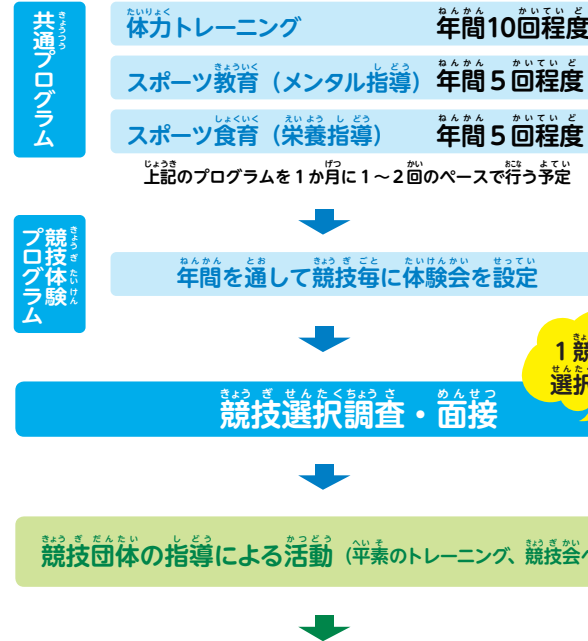 共通プログラム
体力トレーニング 年間10回程度
スポーツ教育（メンタル指導） 年間5回程度
スポーツ食育（栄養指導） 年間5回程度
上記のプログラムを1か月に1～2回のペースで行う予定
競技体験プログラム
年間を通して競技毎に体験会を設定
1競
選択
競技選択調査・面接
競技団体の指導による活動（平素のトレーニング、競技会へ